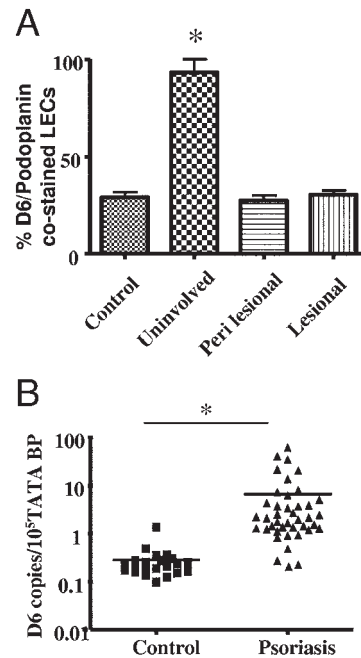 A
*
% D6/Podoplanin
co-stained LECs
100
50
0
Control
Uninvolved
Peri lesional
Lesional
B
*
D6 copies/10⁵TATA BP
100
10
1
0.1
0.01
Control
Psoriasis